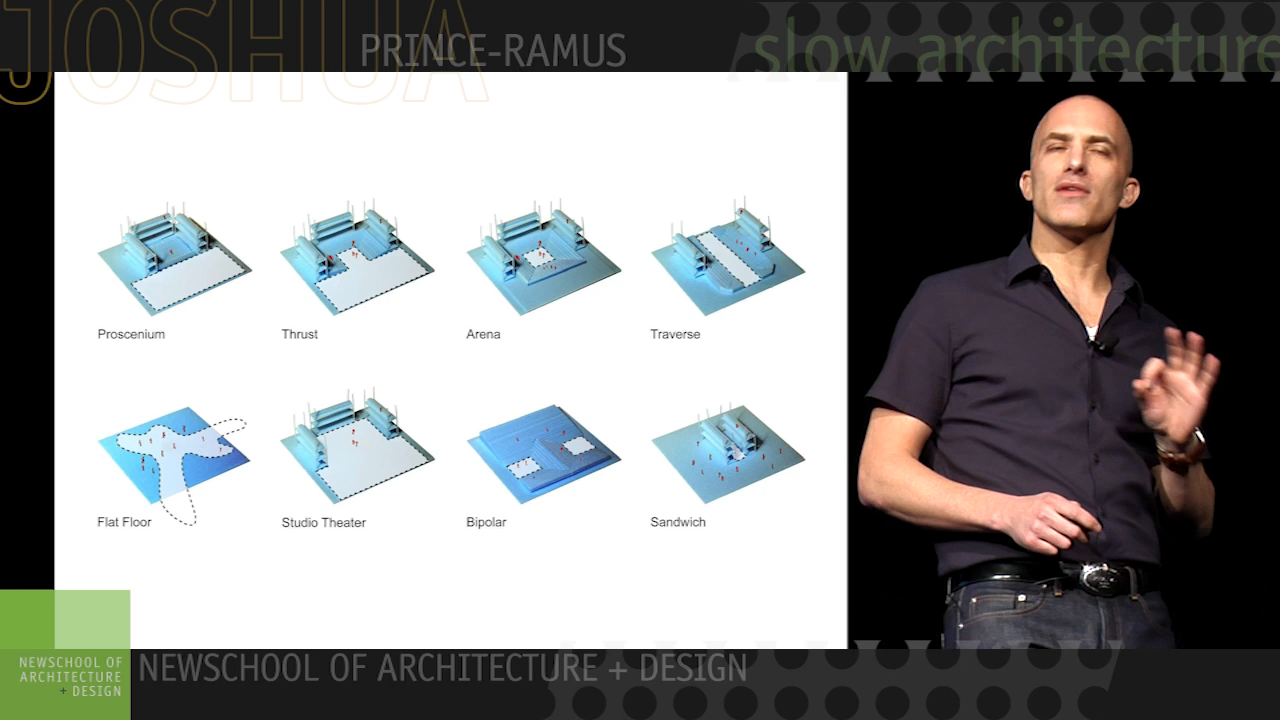 JOSHUA
PRINCE-RAMUS
slow architecture
Proscenium
Thrust
Arena
Traverse
Flat Floor
Studio Theater
Bipolar
Sandwich
NEWSCHOOL OF
ARCHITECTURE
+ DESIGN
NEWSCHOOL OF ARCHITECTURE + DESIGN